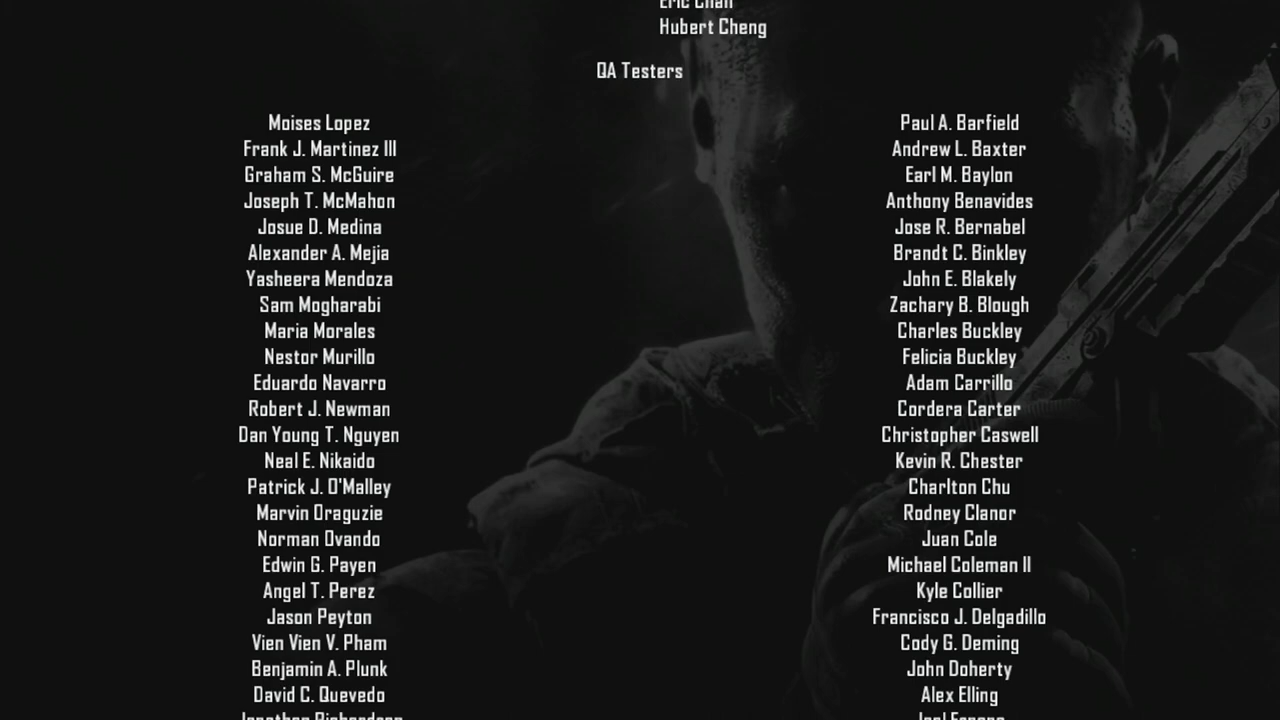 Hubert Cheng
QA Testers
Moises Lopez
Frank J. Martinez III
Graham S. McGuire
Joseph T. McMahon
Josue D. Medina
Alexander A. Mejia
Yasheera Mendoza
Sam Mogharabi
Maria Morales
Nestor Murillo
Eduardo Navarro
Robert J. Newman
Dan Young T. Nguyen
Neal E. Nikaido
Patrick J. O'Malley
Marvin Oraguzie
Norman Ovando
Edwin G. Payen
Angel T. Perez
Jason Peyton
Vien Vien V. Pham
Benjamin A. Plunk
David C. Quevedo
Paul A. Barfield
Andrew L. Baxter
Earl M. Baylon
Anthony Benavides
Jose R. Bernabel
Brandt C. Binkley
John E. Blakely
Zachary B. Blough
Charles Buckley
Felicia Buckley
Adam Carrillo
Cordera Carter
Christopher Caswell
Kevin R. Chester
Charlton Chu
Rodney Clanor
Juan Cole
Michael Coleman II
Kyle Collier
Francisco J. Delgadillo
Cody G. Deming
John Doherty
Alex Elling